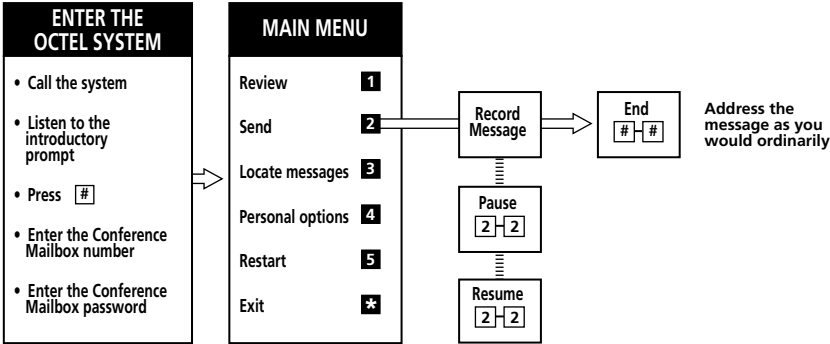 ENTER THE
OCTEL SYSTEM
• Call the system
• Listen to the
introductory
prompt
• Press #
• Enter the Conference
Mailbox number
• Enter the Conference
Mailbox password
MAIN MENU
Review 1
Send 2
Locate messages 3
Personal options 4
Restart 5
Exit *
Record
Message
Pause
2-2
Resume
2-2
End
#-#
Address the
message as you
would ordinarily